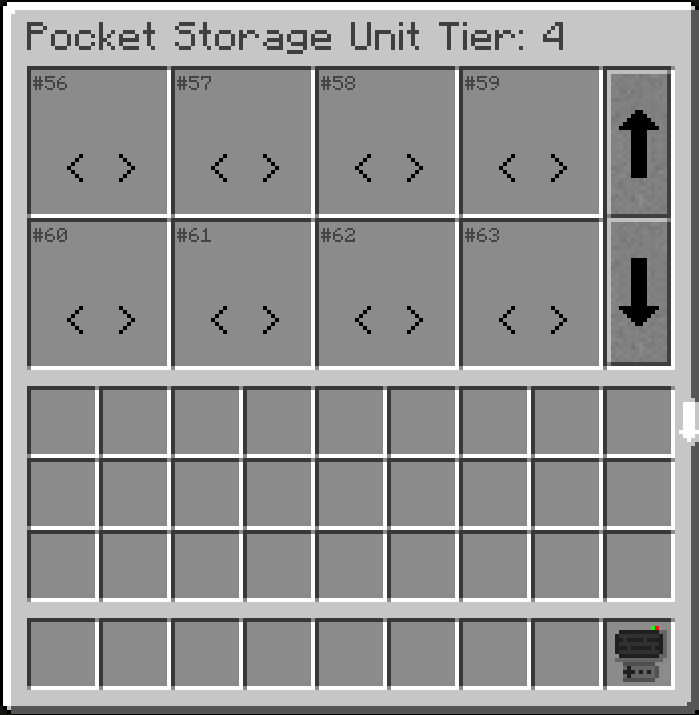 Pocket Storage Unit Tier: 4
#56 #57 #58 #59
< > < > < > < >
#60 #61 #62 #63
< > < > < > < >